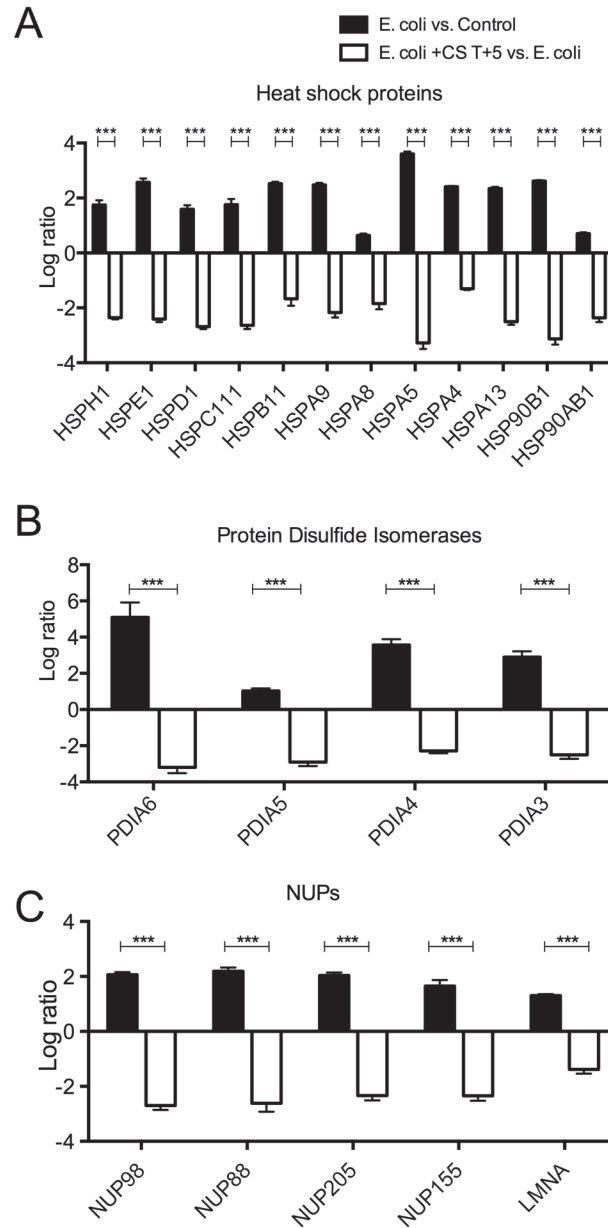 A
E. coli vs. Control
E. coli +CS T+5 vs. E. coli
Heat shock proteins
*** *** *** *** *** *** *** *** *** *** *** ***
4
2
0
-2
-4
Log ratio
HSPH1
HSPE1
HSPD1
HSPC111
HSPB11
HSPA9
HSPA8
HSPA5
HSPA4
HSPA13
HSP90B1
HSP90AB1
B
Protein Disulfide Isomerases
*** *** *** ***
8
6
4
2
0
-2
-4
Log ratio
PDIA6
PDIA5
PDIA4
PDIA3
C
NUPs
*** *** *** *** ***
4
2
0
-2
-4
Log ratio
NUP98
NUP88
NUP205
NUP155
LMNA